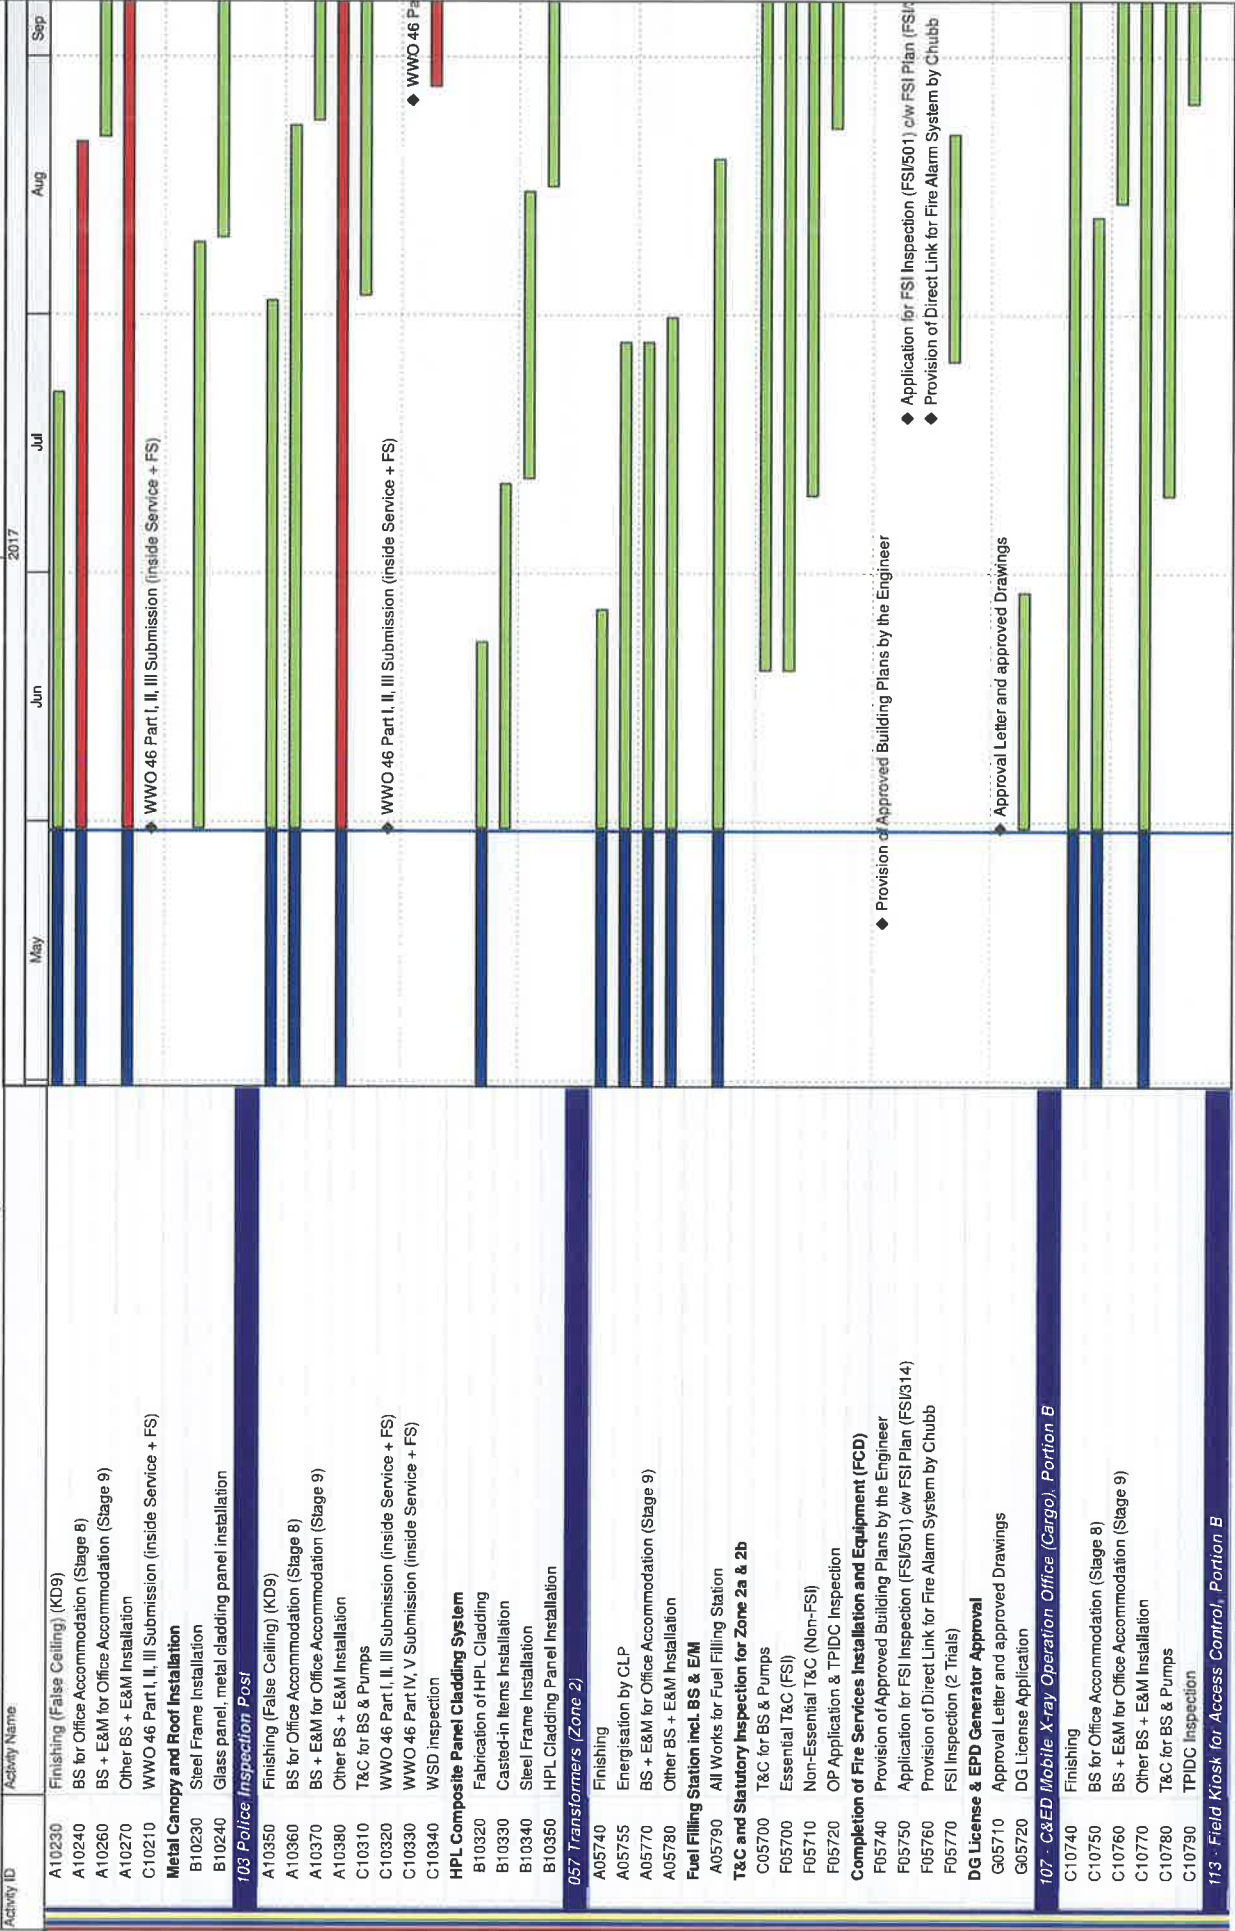 Activity ID Activity Name 2017
May Jun Jul Aug Sep
A10230 Finishing (False Ceiling) (KD9)
A10240 BS for Office Accommodation (Stage 8)
A10260 BS + E&M for Office Accommodation (Stage 9)
A10270 Other BS + E&M Installation
C10210 WWO 46 Part I, II, III Submission (inside Service + FS) WWO 46 Part I, II, III Submission (inside Service + FS)
Metal Canopy and Roof Installation
B10230 Steel Frame Installation
B10240 Glass panel, metal cladding panel installation
103 Police Inspection Post
A10350 Finishing (False Ceiling) (KD9)
A10360 BS for Office Accommodation (Stage 8)
A10370 BS + E&M for Office Accommodation (Stage 9)
A10380 Other BS + E&M Installation
C10310 T&C for BS & Pumps
C10320 WWO 46 Part I, II, III Submission (inside Service + FS) WWO 46 Part I, II, III Submission (inside Service + FS)
C10330 WWO 46 Part IV, V Submission (inside Service + FS) WWO 46 Pa
C10340 WSD inspection
HPL Composite Panel Cladding System
B10320 Fabrication of HPL Cladding
B10330 Casted-in Items Installation
B10340 Steel Frame Installation
B10350 HPL Cladding Panel Installation
057 Transformers (Zone 2)
A05740 Finishing
A05755 Energisation by CLP
A05770 BS + E&M for Office Accommodation (Stage 9)
A05780 Other BS + E&M Installation
Fuel Filling Station incl. BS & E/M
A05790 All Works for Fuel Filling Station
T&C and Statutory Inspection for Zone 2a & 2b
C05700 T&C for BS & Pumps
F05700 Essential T&C (FSI)
F05710 Non-Essential T&C (Non-FSI)
F05720 OP Application & TPIDC Inspection
Completion of Fire Services Installation and Equipment (FCD)
F05740 Provision of Approved Building Plans by the Engineer Provision of Approved Building Plans by the Engineer
F05750 Application for FSI Inspection (FSI/501) c/w FSI Plan (FSI/314) Application for FSI Inspection (FSI/501) c/w FSI Plan (FSI/
F05760 Provision of Direct Link for Fire Alarm System by Chubb Provision of Direct Link for Fire Alarm System by Chubb
F05770 FSI Inspection (2 Trials)
DG License & EPD Generator Approval
G05710 Approval Letter and approved Drawings Approval Letter and approved Drawings
G05720 DG License Application
107 - C&ED Mobile X-ray Operation Office (Cargo), Portion B
C10740 Finishing
C10750 BS for Office Accommodation (Stage 8)
C10760 BS + E&M for Office Accommodation (Stage 9)
C10770 Other BS + E&M Installation
C10780 T&C for BS & Pumps
C10790 TPIDC Inspection
113 - Field Kiosk for Access Control, Portion B